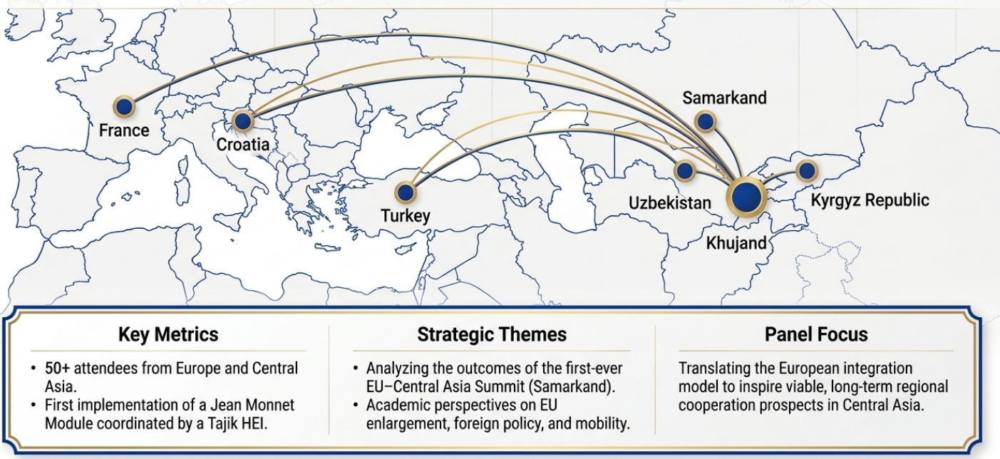 Samarkand
France
Croatia
Uzbekistan
Kyrgyz Republic
Turkey
Khujand
Key Metrics
• 50+ attendees from Europe and Central
Asia.
• First implementation of a Jean Monnet
Module coordinated by a Tajik HEI.
Strategic Themes
• Analyzing the outcomes of the first-ever
EU–Central Asia Summit (Samarkand).
• Academic perspectives on EU
enlargement, foreign policy, and mobility.
Panel Focus
Translating the European integration
model to inspire viable, long-term regional
cooperation prospects in Central Asia.